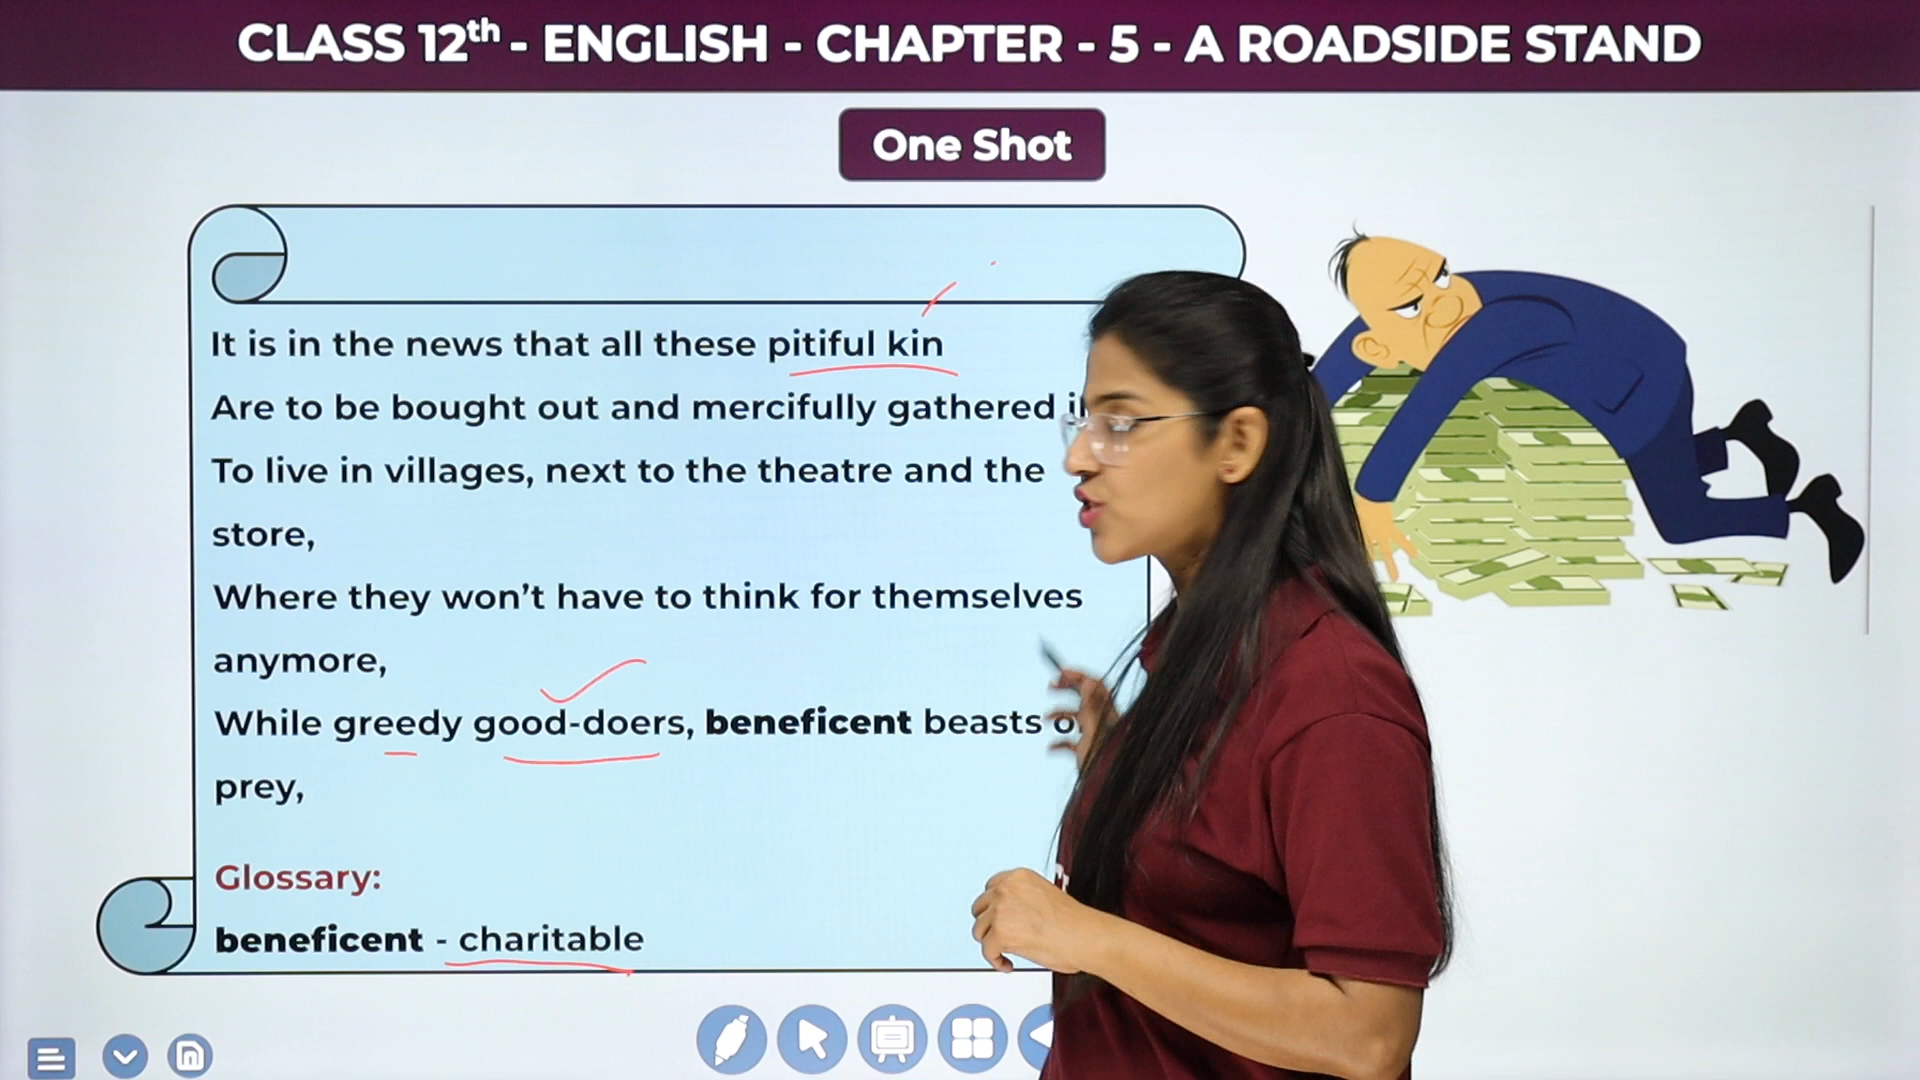 CLASS 12th - ENGLISH - CHAPTER - 5 - A ROADSIDE STAND
One Shot
It is in the news that all these pitiful kin
Are to be bought out and mercifully gathered
To live in villages, next to the theatre and the
store,
Where they won't have to think for themselves
anymore,
While greedy good-doers, beneficent beasts
prey,
Glossary:
beneficent - charitable